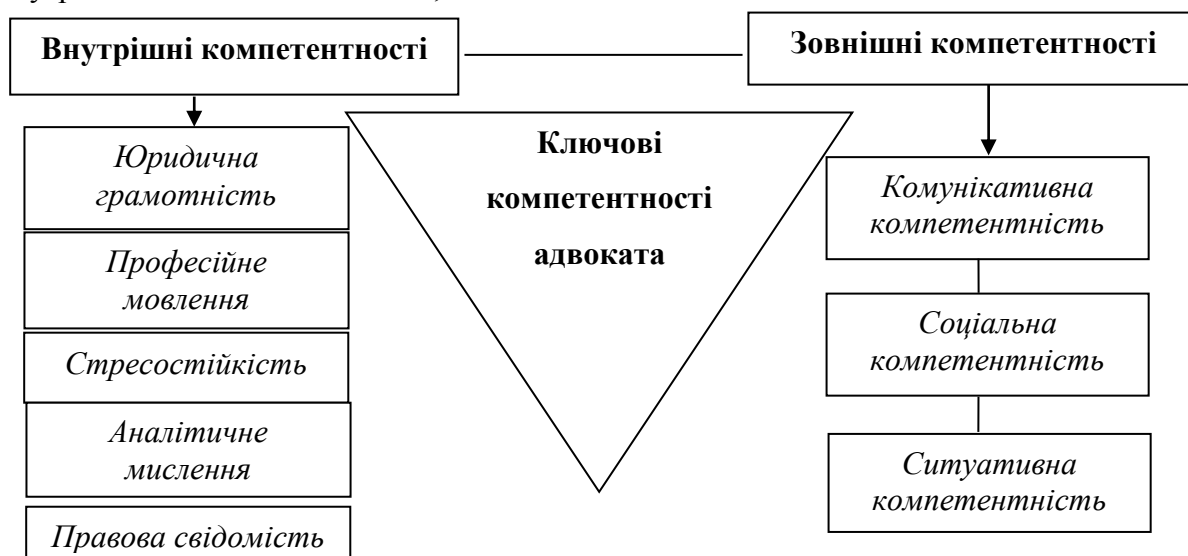 Внутрішні компетентності
Зовнішні компетентності
Юридична
грамотність
Професійне
мовлення
Стресостійкість
Аналітичне
мислення
Правова свідомість
Ключові
компетентності
адвоката
Комунікативна
компетентність
Соціальна
компетентність
Ситуативна
компетентність